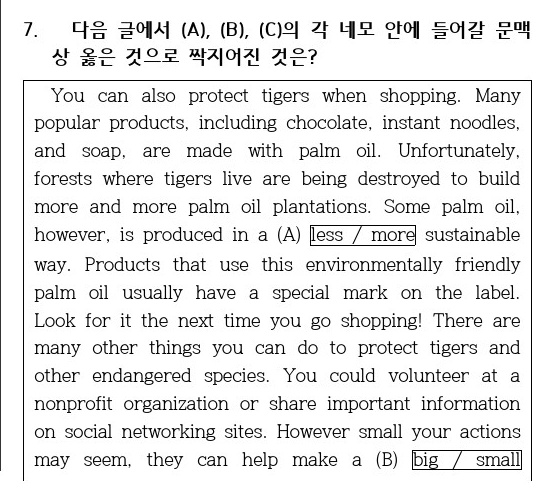 7. 다음 글에서 (A), (B), (C)의 각 네모 안에 들어갈 문맥
상 옳은 것으로 짝지어진 것은?
You can also protect tigers when shopping. Many
popular products, including chocolate, instant noodles,
and soap, are made with palm oil. Unfortunately,
forests where tigers live are being destroyed to build
more and more palm oil plantations. Some palm oil,
however, is produced in a (A) less / more sustainable
way. Products that use this environmentally friendly
palm oil usually have a special mark on the label.
Look for it the next time you go shopping! There are
many other things you can do to protect tigers and
other endangered species. You could volunteer at a
nonprofit organization or share important information
on social networking sites. However small your actions
may seem, they can help make a (B) big / small